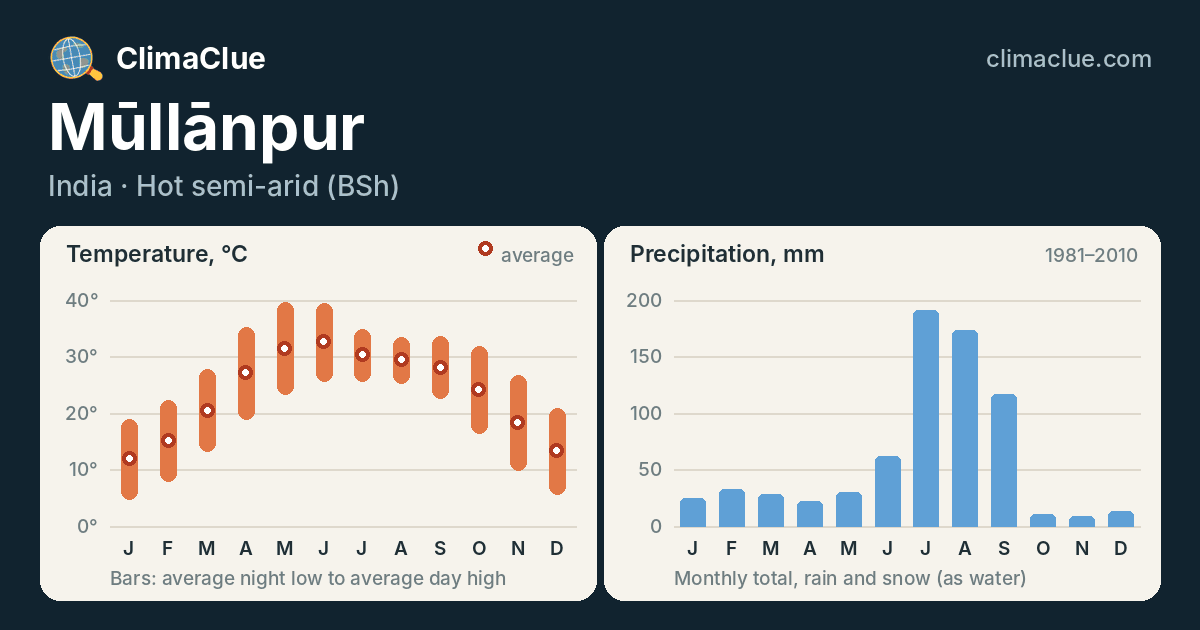 ClimaClue
climaclue.com
Mūllānpur
India · Hot semi-arid (BSh)
Temperature, °C
average
40°
30°
20°
10°
0°
J F M A M J J A S O N D
Bars: average night low to average day high
Precipitation, mm
1981–2010
200
150
100
50
0
J F M A M J J A S O N D
Monthly total, rain and snow (as water)